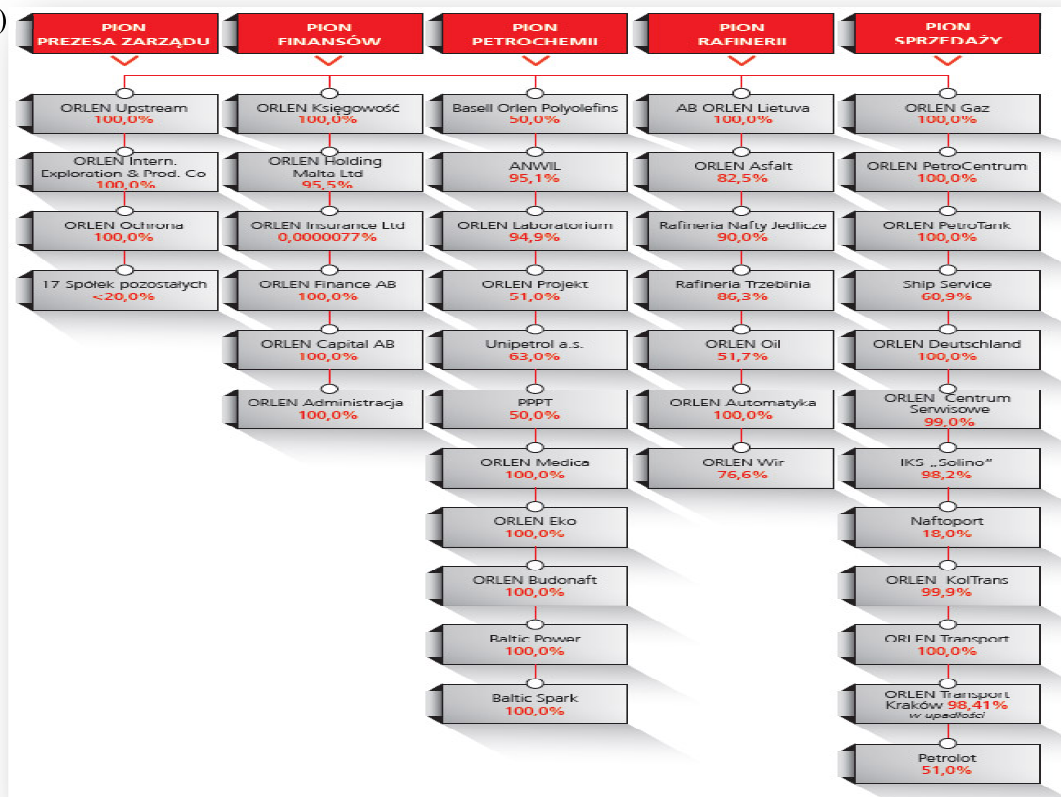 )
PION
PREZESA ZARZĄDU
ORLEN Upstream
100,0%
ORLEN Intern.
Exploration & Prod. Co
100,0%
ORLEN Ochrona
100,0%
17 Spółek pozostałych
<20,0%
PION
FINANSÓW
ORLEN Księgowość
100,0%
ORLEN Holding
Malta Ltd
95,5%
ORLEN Insurance Ltd
0,0000077%
ORLEN Finance AB
100,0%
ORLEN Capital AB
100,0%
ORLEN Administracja
100,0%
PION
PETROCHEMII
Basell Orlen Polyolefins
50,0%
ANWIL
95,1%
ORLEN Laboratorium
94,9%
ORLEN Projekt
51,0%
Unipetrol a.s.
63,0%
PPPT
50,0%
ORLEN Medica
100,0%
ORLEN Eko
100,0%
ORLEN Budonaft
100,0%
Baltic Power
100,0%
Baltic Spark
100,0%
PION
RAFINERII
AB ORLEN Lietuva
100,0%
ORLEN Asfalt
82,5%
Rafineria Nafty Jedlicze
90,0%
Rafineria Trzebinia
86,3%
ORLEN Oil
51,7%
ORLEN Automatyka
100,0%
ORLEN Wir
76,6%
PION
SPRZEDAŻY
ORLEN Gaz
100,0%
ORLEN PetroCentrum
100,0%
ORLEN PetroTank
100,0%
Ship Service
60,9%
ORLEN Deutschland
100,0%
ORLEN Centrum
Serwisowe
99,0%
IKS „Solino”
98,2%
Naftoport
18,0%
ORLEN KolTrans
99,9%
ORLEN Transport
100,0%
ORLEN Transport
Kraków 98,41%
w upadłości
Petrolot
51,0%